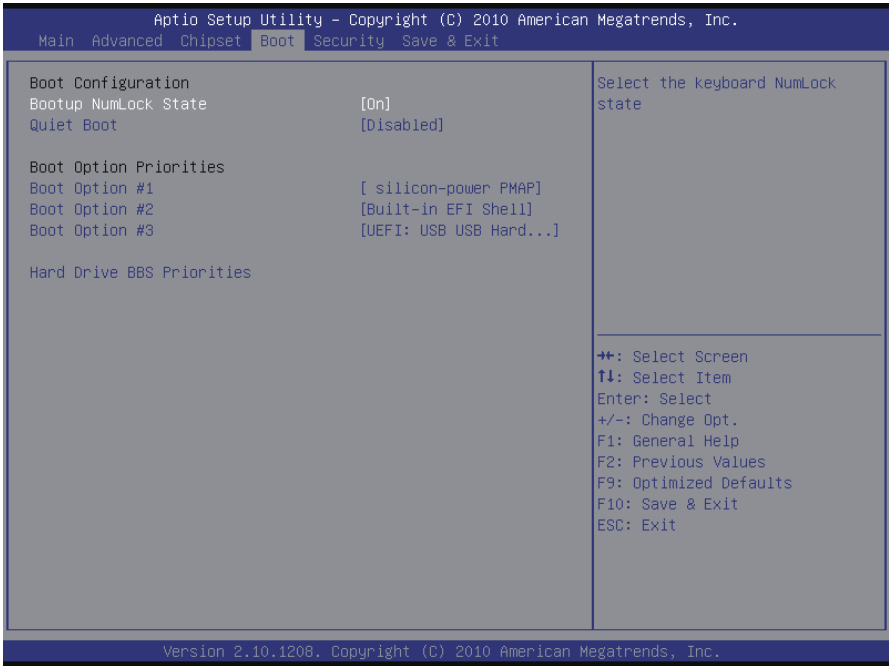 Aptio Setup Utility – Copyright (C) 2010 American Megatrends, Inc.
Main Advanced Chipset Boot Security Save & Exit
Boot Configuration
Bootup NumLock State [On]
Quiet Boot [Disabled]
Boot Option Priorities
Boot Option #1 [ silicon-power PMAP]
Boot Option #2 [Built-in EFI Shell]
Boot Option #3 [UEFI: USB USB Hard...]
Hard Drive BBS Priorities
Select the keyboard NumLock
state
→←: Select Screen
↑↓: Select Item
Enter: Select
+/-: Change Opt.
F1: General Help
F2: Previous Values
F9: Optimized Defaults
F10: Save & Exit
ESC: Exit
Version 2.10.1208. Copyright (C) 2010 American Megatrends, Inc.